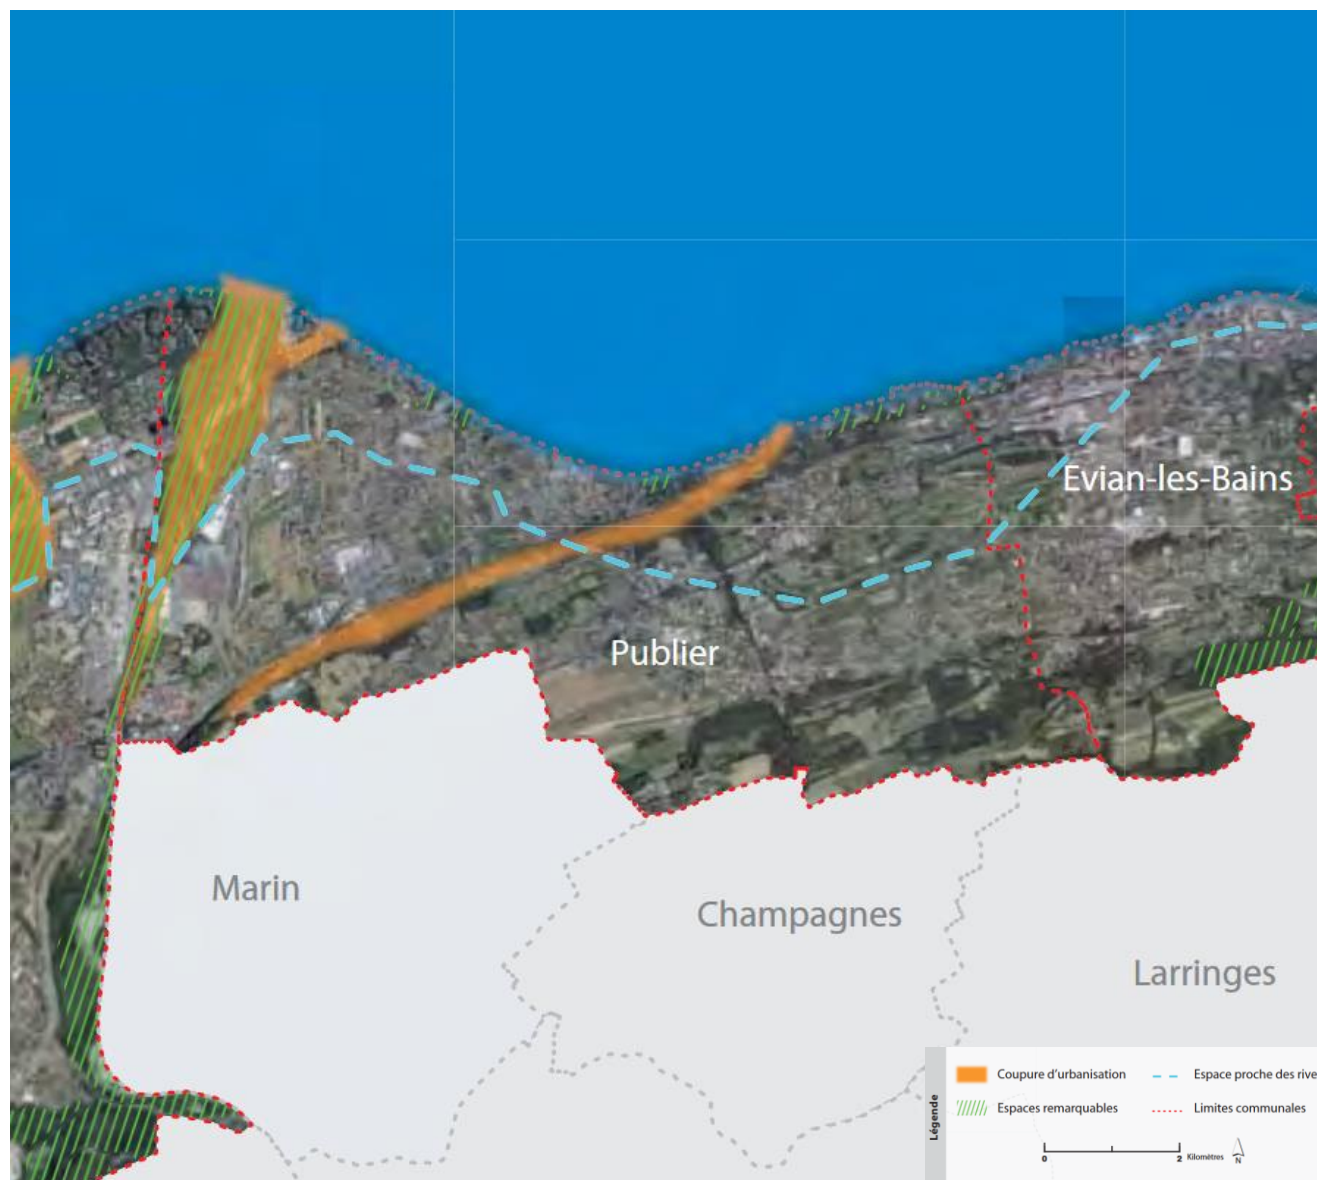 Evian-les-Bains
Publier
Marin
Champagnes
Larringes
Légende
Coupure d'urbanisation
Espace proche des rive
Espaces remarquables
Limites communales
0
2 Kilomètres
N